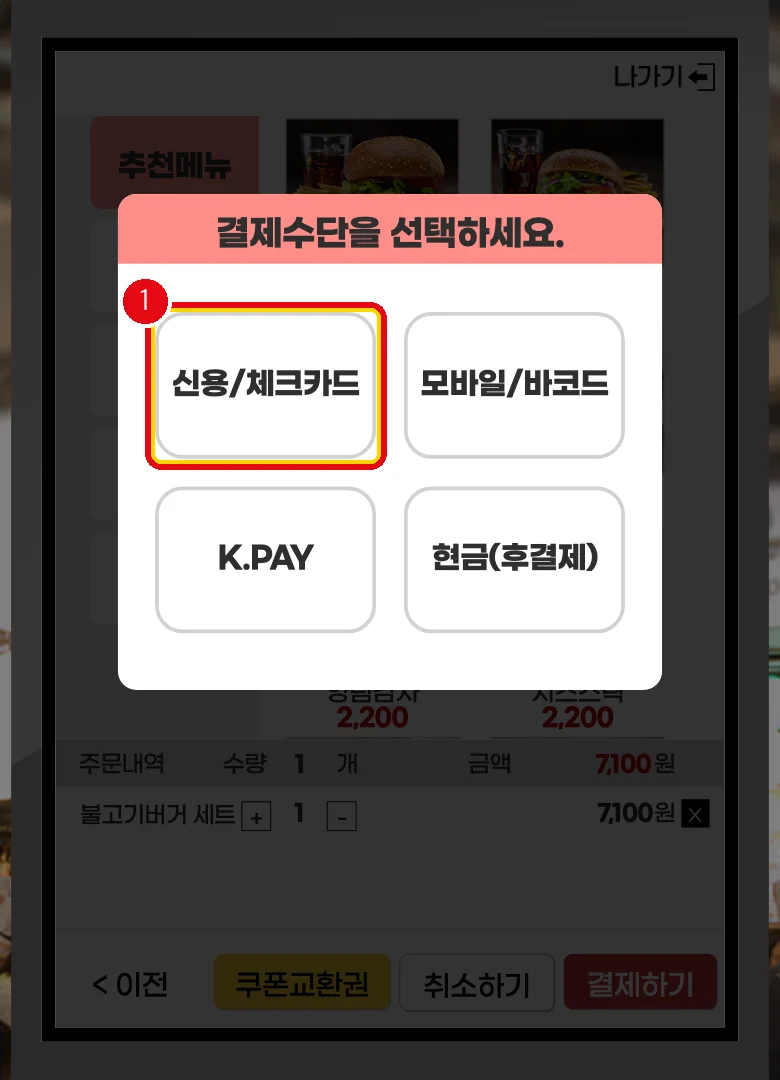 나가기
추천메뉴
결제수단을 선택하세요.
1
신용/체크카드
모바일/바코드
K.PAY
현금(후결제)
2,200
2,200
주문내역 수량 1 개 금액 7,100원
불고기버거 세트 + 1 - 7,100원 X
< 이전
쿠폰교환권
취소하기
결제하기